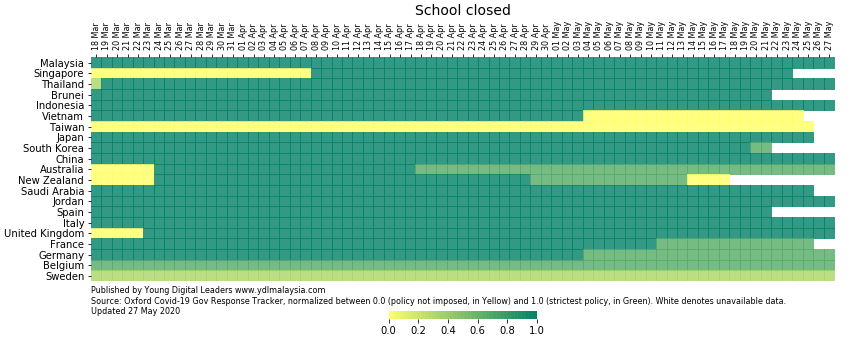 School closed
18 Mar 19 Mar 20 Mar 21 Mar 22 Mar 23 Mar 24 Mar 25 Mar 26 Mar 27 Mar 28 Mar 29 Mar 30 Mar 31 Mar 01 Apr 02 Apr 03 Apr 04 Apr 05 Apr 06 Apr 07 Apr 08 Apr 09 Apr 10 Apr 11 Apr 12 Apr 13 Apr 14 Apr 15 Apr 16 Apr 17 Apr 18 Apr 19 Apr 20 Apr 21 Apr 22 Apr 23 Apr 24 Apr 25 Apr 26 Apr 27 Apr 28 Apr 29 Apr 30 Apr 01 May 02 May 03 May 04 May 05 May 06 May 07 May 08 May 09 May 10 May 11 May 12 May 13 May 14 May 15 May 16 May 17 May 18 May 19 May 20 May 21 May 22 May 23 May 24 May 25 May 26 May 27 May
Malaysia
Singapore
Thailand
Brunei
Indonesia
Vietnam
Taiwan
Japan
South Korea
China
Australia
New Zealand
Saudi Arabia
Jordan
Spain
Italy
United Kingdom
France
Germany
Belgium
Sweden
Published by Young Digital Leaders www.ydlmalaysia.com
Source: Oxford Covid-19 Gov Response Tracker, normalized between 0.0 (policy not imposed, in Yellow) and 1.0 (strictest policy, in Green). White denotes unavailable data.
Updated 27 May 2020
0.0 0.2 0.4 0.6 0.8 1.0